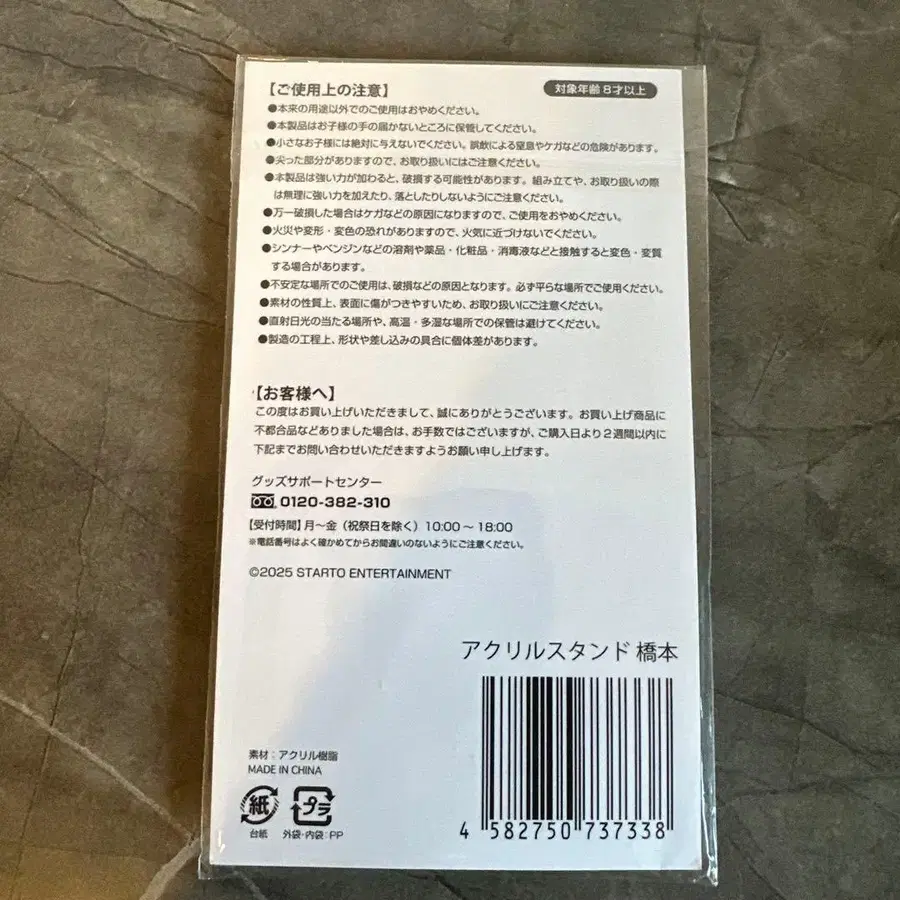 【ご使用上の注意】
対象年齢 8才以上
●本来の用途以外でのご使用はおやめください。
●本製品はお子様の手の届かないところに保管してください。
●小さなお子様には絶対に与えないでください。誤飲による窒息やケガなどの危険があります。
●尖った部分がありますので、お取り扱いにはご注意ください。
●本製品は強い力が加わると、破損する可能性があります。組み立てや、お取り扱いの際
は無理に強い力を加えたり、落としたりしないようにご注意ください。
●万一破損した場合はケガなどの原因になりますので、ご使用をおやめください。
●火災や変形・変色の恐れがありますので、火気に近づけないでください。
●シンナーやベンジンなどの溶剤や薬品・化粧品・消毒液などと接触すると変色・変質
する場合があります。
●不安定な場所でのご使用は、破損などの原因となります。必ず平らな場所でご使用ください。
●素材の性質上、表面に傷がつきやすいため、お取り扱いにご注意ください。
●直射日光の当たる場所や、高温・多湿な場所での保管は避けてください。
●製造の工程上、形状や差し込みの具合に個体差があります。
【お客様へ】
この度はお買い上げいただきまして、誠にありがとうございます。お買い上げ商品に
不都合品などありました場合は、お手数ではございますが、ご購入日より2週間以内に
下記までお問い合わせいただきますようお願い申し上げます。
グッズサポートセンター
0120-382-310
【受付時間】月〜金（祝祭日を除く）10:00〜18:00
※電話番号はよく確かめてからお間違いのないようにご注意ください。
©2025 STARTO ENTERTAINMENT
アクリルスタンド 橋本
素材：アクリル樹脂
MADE IN CHINA
紙 プラ
台紙 外袋・内袋：PP
4 582750 737338